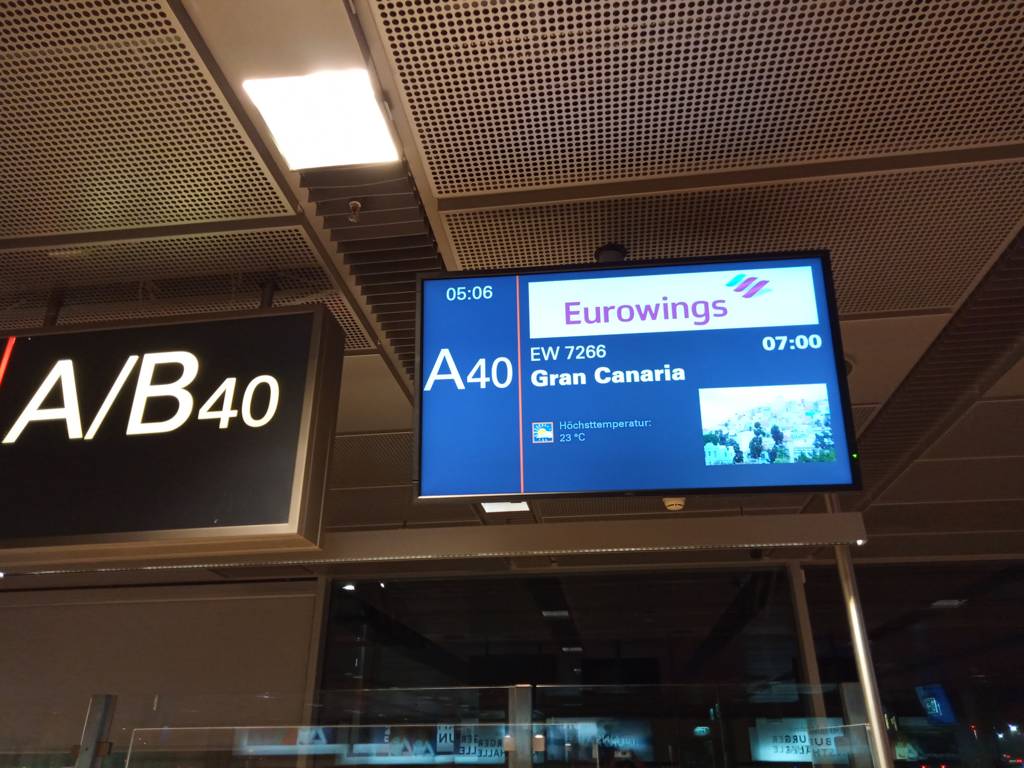 A/B40
05:06
A40
Eurowings
EW 7266
07:00
Gran Canaria
Höchsttemperatur:
23 °C